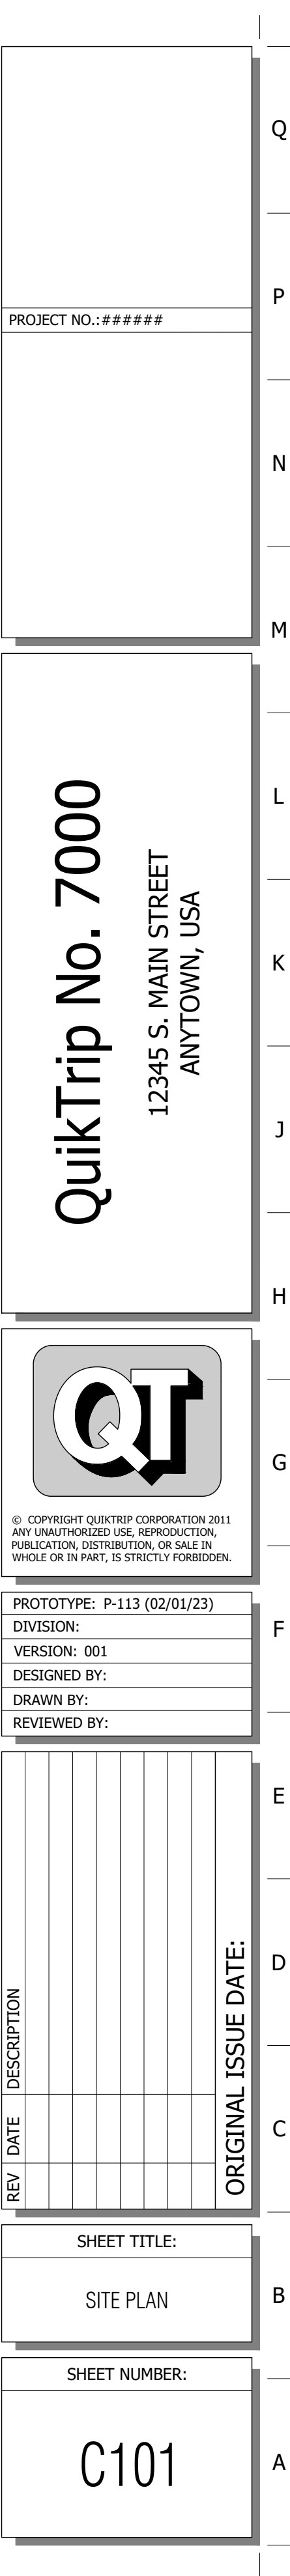 Q
P
PROJECT NO.:######
N
M
L
QuikTrip No. 7000
12345 S. MAIN STREET
ANYTOWN, USA
K
J
H
QT
G
© COPYRIGHT QUIKTRIP CORPORATION 2011
ANY UNAUTHORIZED USE, REPRODUCTION,
PUBLICATION, DISTRIBUTION, OR SALE IN
WHOLE OR IN PART, IS STRICTLY FORBIDDEN.
PROTOTYPE: P-113 (02/01/23)
DIVISION:
F
VERSION: 001
DESIGNED BY:
DRAWN BY:
REVIEWED BY:
E
D
REV DATE DESCRIPTION
ORIGINAL ISSUE DATE:
C
SHEET TITLE:
SITE PLAN
B
SHEET NUMBER:
C101
A